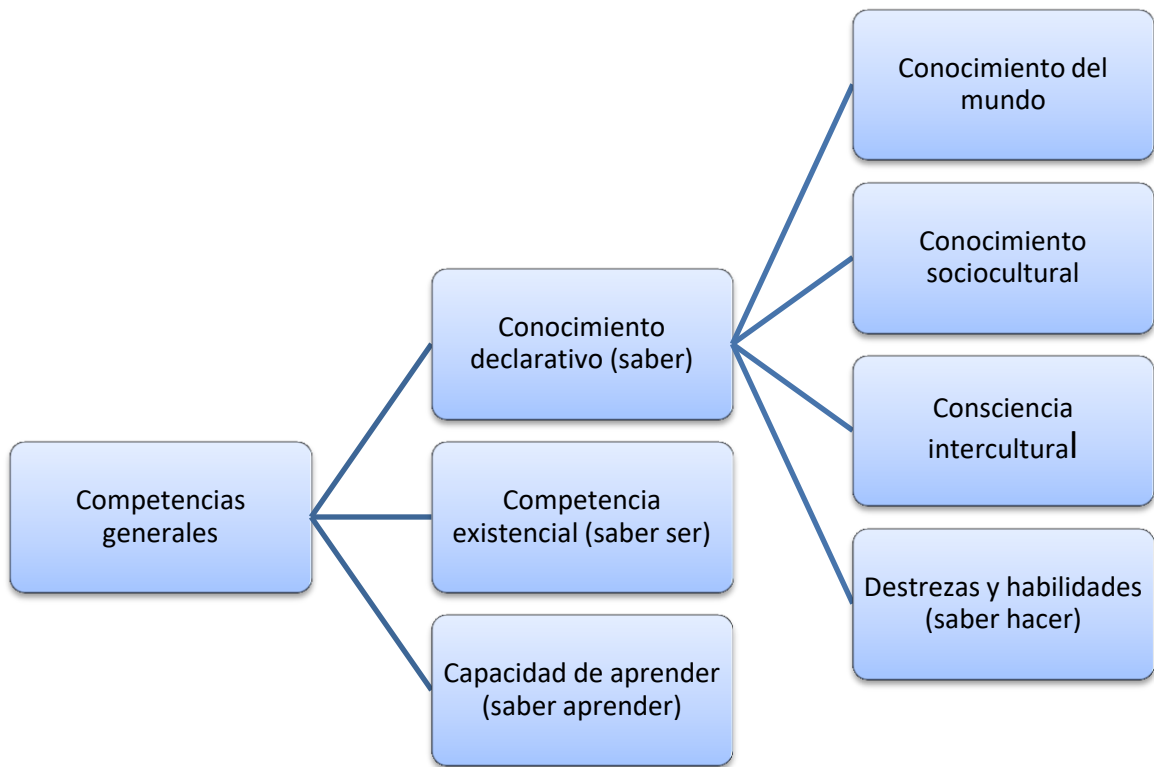 Competencias
generales
Conocimiento
declarativo (saber)
Competencia
existencial (saber ser)
Capacidad de aprender
(saber aprender)
Conocimiento del
mundo
Conocimiento
sociocultural
Consciencia
intercultural
Destrezas y habilidades
(saber hacer)